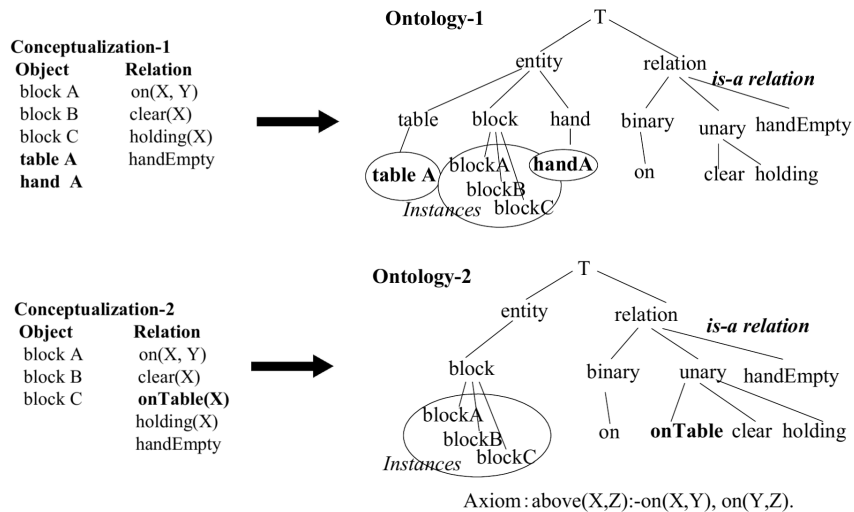 Ontology-1
T
Conceptualization-1
Object Relation
block A on(X, Y)
block B clear(X)
block C holding(X)
table A handEmpty
hand A
entity relation
is-a relation
table block hand binary unary handEmpty
table A blockA handA on clear holding
blockB
Instances blockC
Ontology-2
T
Conceptualization-2
Object Relation
block A on(X, Y)
block B clear(X)
block C onTable(X)
holding(X)
handEmpty
entity relation
is-a relation
block binary unary handEmpty
blockA on onTable clear holding
blockB
Instances blockC
Axiom:above(X,Z):-on(X,Y), on(Y,Z).